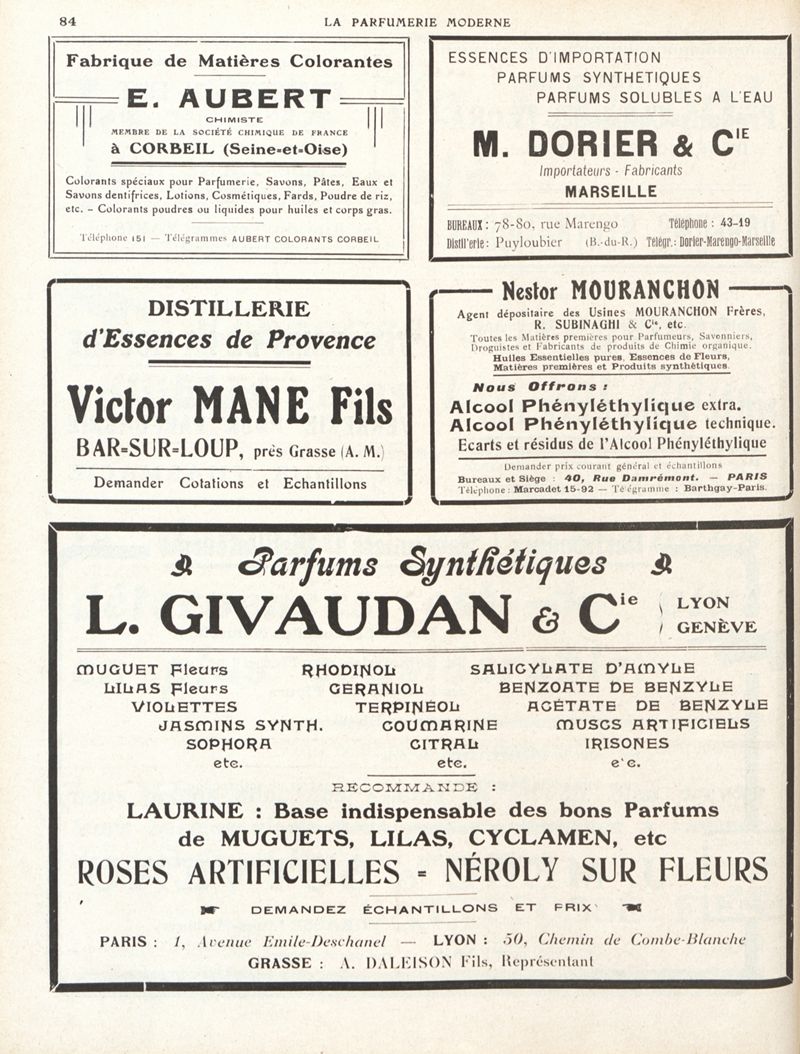 84
LA PARFUMERIE MODERNE
Fabrique de Matières Colorantes
E. AUBERT
CHIMISTE
MEMBRE DE LA SOCIÉTÉ CHIMIQUE DE FRANCE
à CORBEIL (Seine-et-Oise)
Colorants spéciaux pour Parfumerie, Savons, Pâtes, Eaux et
Savons dentifrices, Lotions, Cosmétiques, Fards, Poudre de riz,
etc. – Colorants poudres ou liquides pour huiles et corps gras.
Téléphone 151 — Télégrammes AUBERT COLORANTS CORBEIL
ESSENCES D'IMPORTATION
PARFUMS SYNTHETIQUES
PARFUMS SOLUBLES A L'EAU
M. DORIER & CIE
Importateurs - Fabricants
MARSEILLE
BUREAUX : 78-80, rue Marengo Téléphone : 43-19
Distill'erie : Puyloubier (B.-du-R.) Télégr. : Dorier-Marengo-Marseille
DISTILLERIE
d'Essences de Provence
Victor MANE Fils
BAR-SUR-LOUP, prés Grasse (A. M.)
Demander Cotations et Echantillons
Nestor MOURANCHON
Agent dépositaire des Usines MOURANCHON Frères,
R. SUBINAGHI & Cie, etc.
Toutes les Matières premières pour Parfumeurs, Savonniers,
Droguistes et Fabricants de produits de Chimie organique.
Huiles Essentielles pures, Essences de Fleurs,
Matières premières et Produits synthétiques.
Nous Offrons :
Alcool Phényléthylique extra.
Alcool Phényléthylique technique.
Ecarts et résidus de l'Alcool Phényléthylique
Demander prix courant général et échantillons
Bureaux et Siège : 40, Rue Damrémont. — PARIS
Téléphone : Marcadet 15-92 — Télégramme : Barthgay-Paris.
Parfums Synthétiques
L. GIVAUDAN & Cie LYON
GENÈVE
MUGUET Fleurs RHODINOL SALICYLATE D'AMYLE
LILAS Fleurs GERANIOL BENZOATE DE BENZYLE
VIOLETTES TERPINÉOL ACÉTATE DE BENZYLE
JASMINS SYNTH. COUMARINE MUSCS ARTIFICIELS
SOPHORA CITRAL IRISONES
etc. etc. e'c.
RECOMMANDE :
LAURINE : Base indispensable des bons Parfums
de MUGUETS, LILAS, CYCLAMEN, etc
ROSES ARTIFICIELLES = NÉROLY SUR FLEURS
DEMANDEZ ÉCHANTILLONS ET PRIX
PARIS : 1, Avenue Emile-Deschanel — LYON : 50, Chemin de Combe-Blanche
GRASSE : A. DALEISON Fils, Représentant